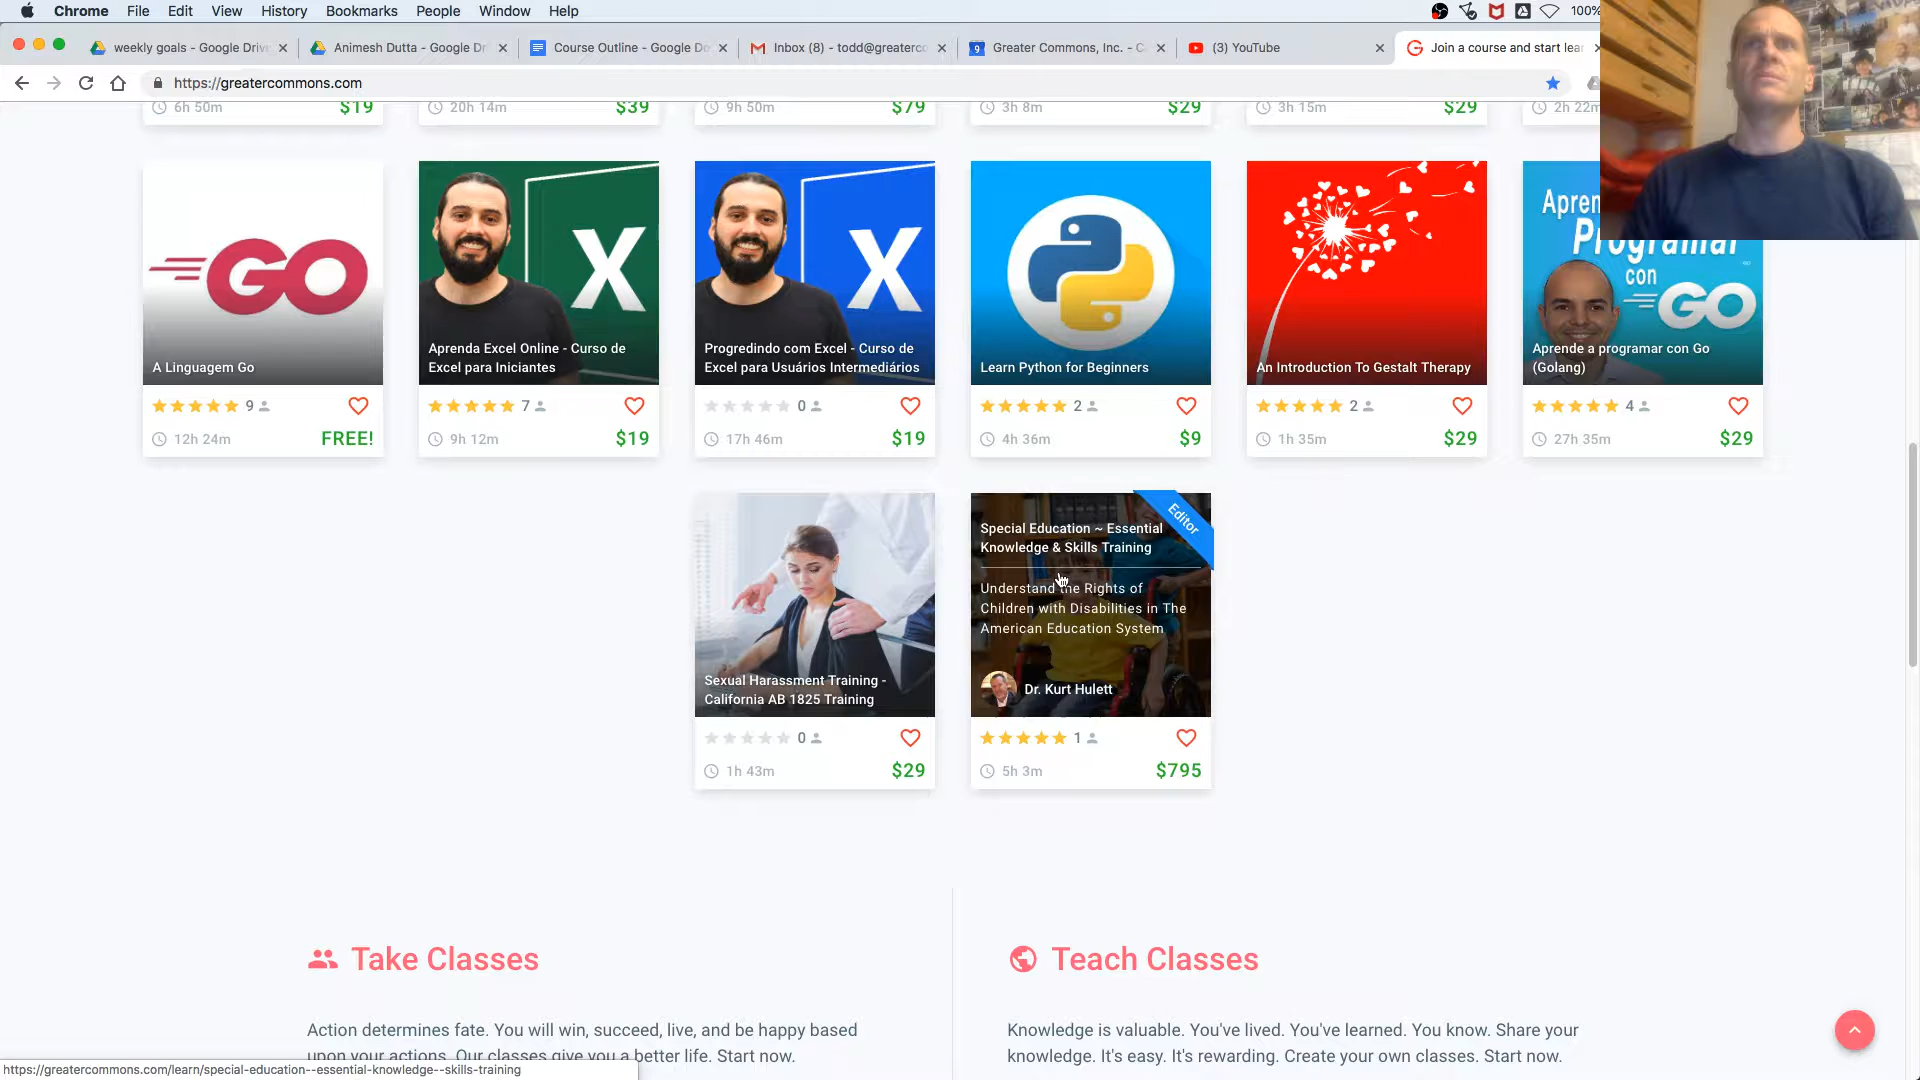 Chrome File Edit View History Bookmarks People Window Help
100%
weekly goals - Google Driv
Animesh Dutta - Google Dr
Course Outline - Google Do
Inbox (8) - todd@greaterco
Greater Commons, Inc. - C
(3) YouTube
Join a course and start lea
https://greatercommons.com
6h 50m $19
20h 14m $39
9h 50m $79
3h 8m $29
3h 15m $29
2h 22m
GO
A Linguagem Go
9
12h 24m FREE!
X
Aprenda Excel Online - Curso de
Excel para Iniciantes
7
9h 12m $19
X
Progredindo com Excel - Curso de
Excel para Usuários Intermediários
0
17h 46m $19
Learn Python for Beginners
2
4h 36m $9
An Introduction To Gestalt Therapy
2
1h 35m $29
Programar
con
GO
Aprende a programar con Go
(Golang)
4
27h 35m $29
Sexual Harassment Training -
California AB 1825 Training
0
1h 43m $29
Editor
Special Education ~ Essential
Knowledge & Skills Training
Understand the Rights of
Children with Disabilities in The
American Education System
Dr. Kurt Hulett
1
5h 3m $795
Take Classes
Action determines fate. You will win, succeed, live, and be happy based
upon your actions. Our classes give you a better life. Start now.
Teach Classes
Knowledge is valuable. You've lived. You've learned. You know. Share your
knowledge. It's easy. It's rewarding. Create your own classes. Start now.
https://greatercommons.com/learn/special-education--essential-knowledge--skills-training